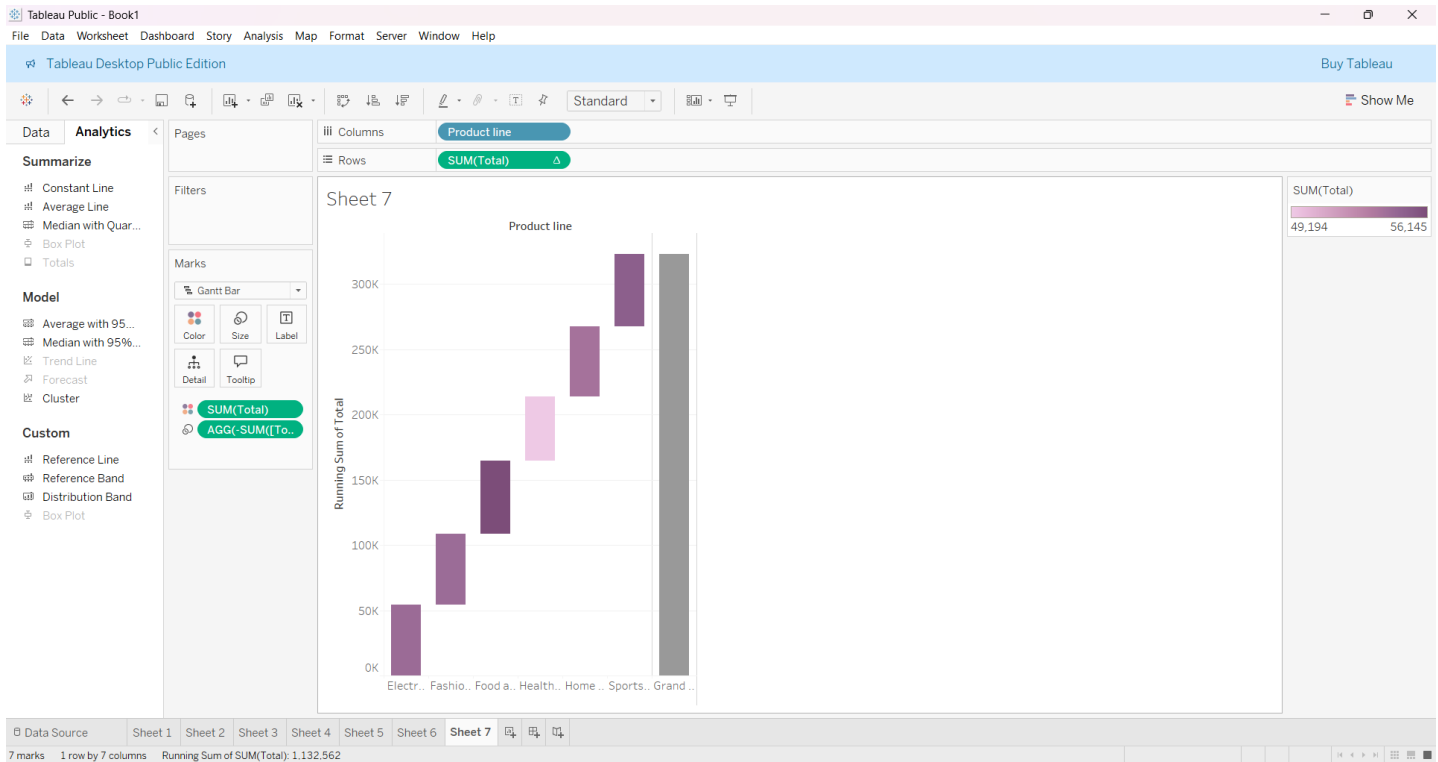 Tableau Public - Book1
File Data Worksheet Dashboard Story Analysis Map Format Server Window Help
Tableau Desktop Public Edition
Buy Tableau
Standard
Show Me
Data
Analytics
Summarize
Constant Line
Average Line
Median with Quar...
Box Plot
Totals
Model
Average with 95...
Median with 95%...
Trend Line
Forecast
Cluster
Custom
Reference Line
Reference Band
Distribution Band
Box Plot
Pages
Filters
Marks
Gantt Bar
Color
Size
T
Label
Detail
Tooltip
SUM(Total)
AGG(-SUM([To..
Columns
Product line
Rows
SUM(Total) Δ
Sheet 7
Product line
Running Sum of Total
300K
250K
200K
150K
100K
50K
0K
Electr.. Fashio.. Food a.. Health.. Home .. Sports.. Grand ..
SUM(Total)
49,194 56,145
Data Source Sheet 1 Sheet 2 Sheet 3 Sheet 4 Sheet 5 Sheet 6 Sheet 7
7 marks 1 row by 7 columns Running Sum of SUM(Total): 1,132,562